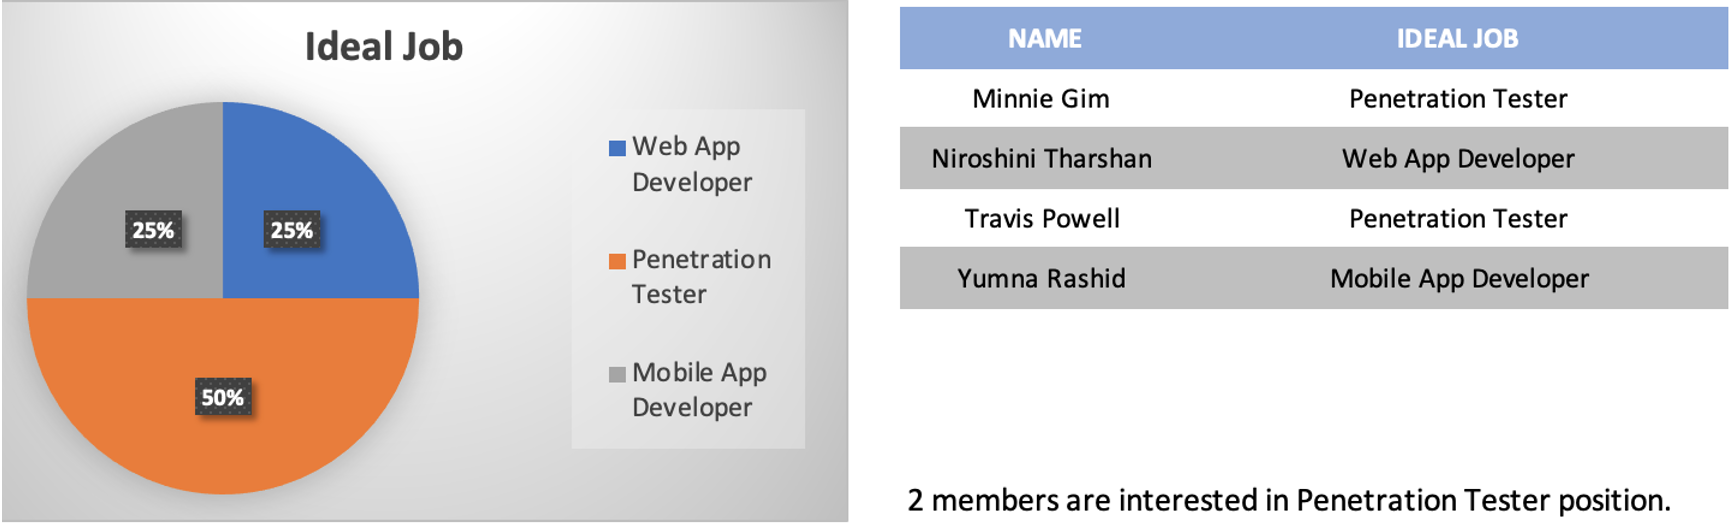 Ideal Job
25%
25%
50%
Web App
Developer
Penetration
Tester
Mobile App
Developer
NAME IDEAL JOB
Minnie Gim Penetration Tester
Niroshini Tharshan Web App Developer
Travis Powell Penetration Tester
Yumna Rashid Mobile App Developer
2 members are interested in Penetration Tester position.